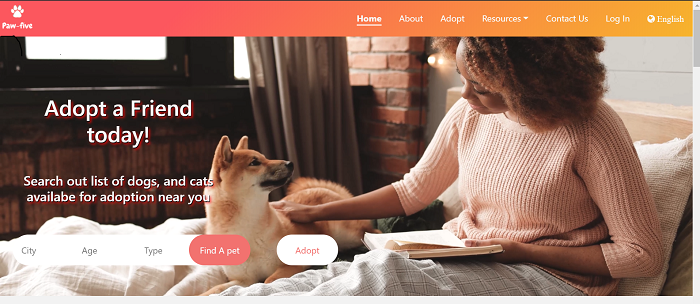 Paw-five
Home About Adopt Resources Contact Us Log In English
Adopt a Friend
today!
Search out list of dogs, and cats
availabe for adoption near you
City Age Type Find A pet Adopt